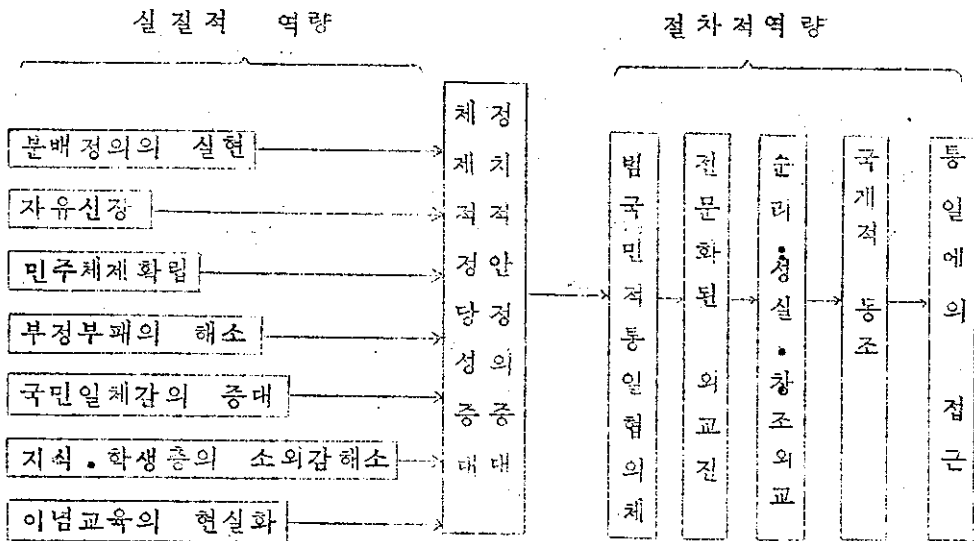 실질적 역량
절차적역량
분배정의의 실현
자유신장
민주체제확립
부정부패의 해소
국민일체간의 증대
지식.학생층의 소외감해소
이념교육의 현실화
정치적안정의증대
체제적정당성증대
범국민적통일협의체
전문화된 외교진
순리.성실.창조외교
국제적 동조
통일에의 접근